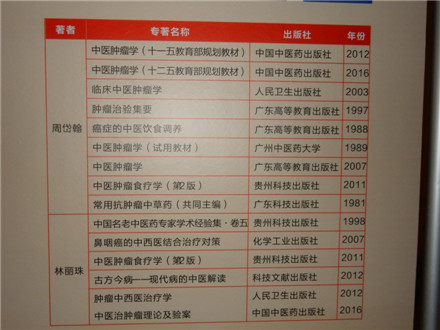 著者 专著名称 出版社 年份
周岱翰 中医肿瘤学（十一五教育部规划教材） 中国中医药出版社 2012
中医肿瘤学（十二五教育部规划教材） 中国中医药出版社 2016
临床中医肿瘤学 人民卫生出版社 2003
肿瘤治验集要 广东高等教育出版社 1997
癌症的中医饮食调养 广东高等教育出版社 1988
中医肿瘤学（试用教材） 广州中医药大学 1989
中医肿瘤学 广东高等教育出版社 2007
中医肿瘤食疗学（第2版） 贵州科技出版社 2011
常用抗肿瘤中草药（共同主编） 广东科技出版社 1981
林丽珠 中国名老中医药专家学术经验集·卷五 贵州科技出版社 1998
鼻咽癌的中西医结合治疗对策 化学工业出版社 2007
中医肿瘤食疗学（第2版） 贵州科技出版社 2011
古方今病——现代病的中医解读 科技文献出版社 2012
肿瘤中西医治疗学 人民卫生出版社 2012
中医治肿瘤理论及验案 中国中医药出版社 2016